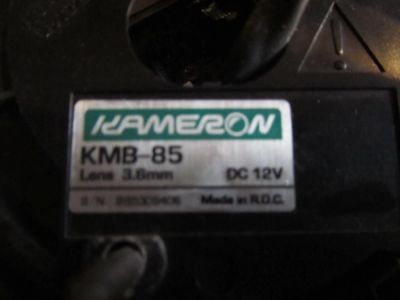 KAMERON
KMB-85
Lens 3.6mm DC 12V
S/N Made in R.O.C.